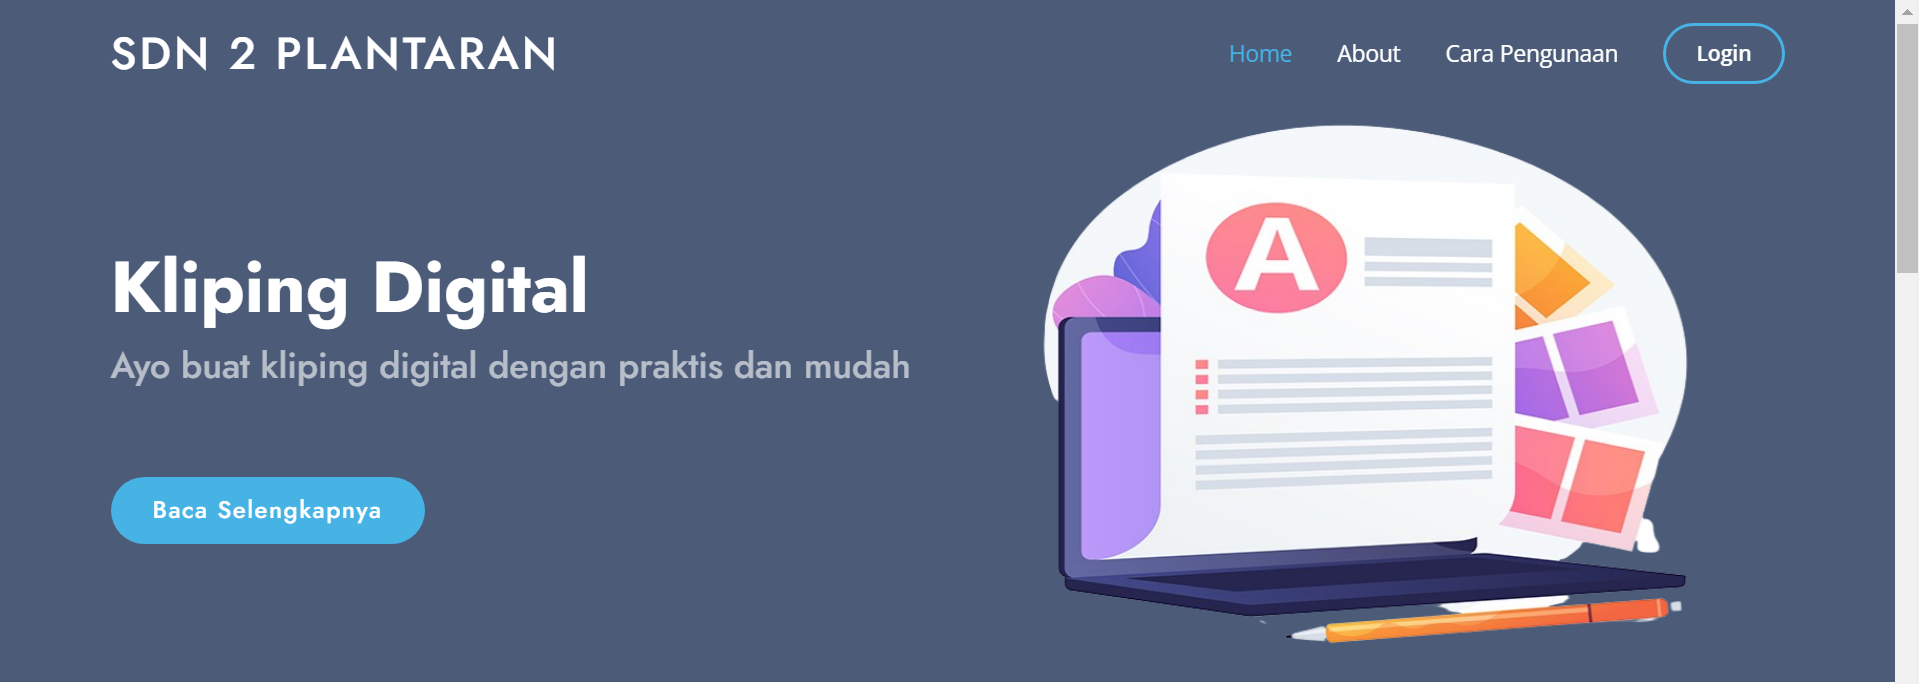 SDN 2 PLANTARAN
Home About Cara Pengunaan Login
A
Kliping Digital
Ayo buat kliping digital dengan praktis dan mudah
Baca Selengkapnya